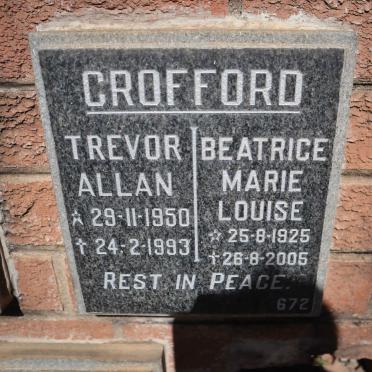 CROFFORD
TREVOR
ALLAN
☆ 29-11-1950
✝ 24-2-1993
BEATRICE
MARIE
LOUISE
☆ 25-8-1925
✝ 26-8-2005
REST IN PEACE.
672